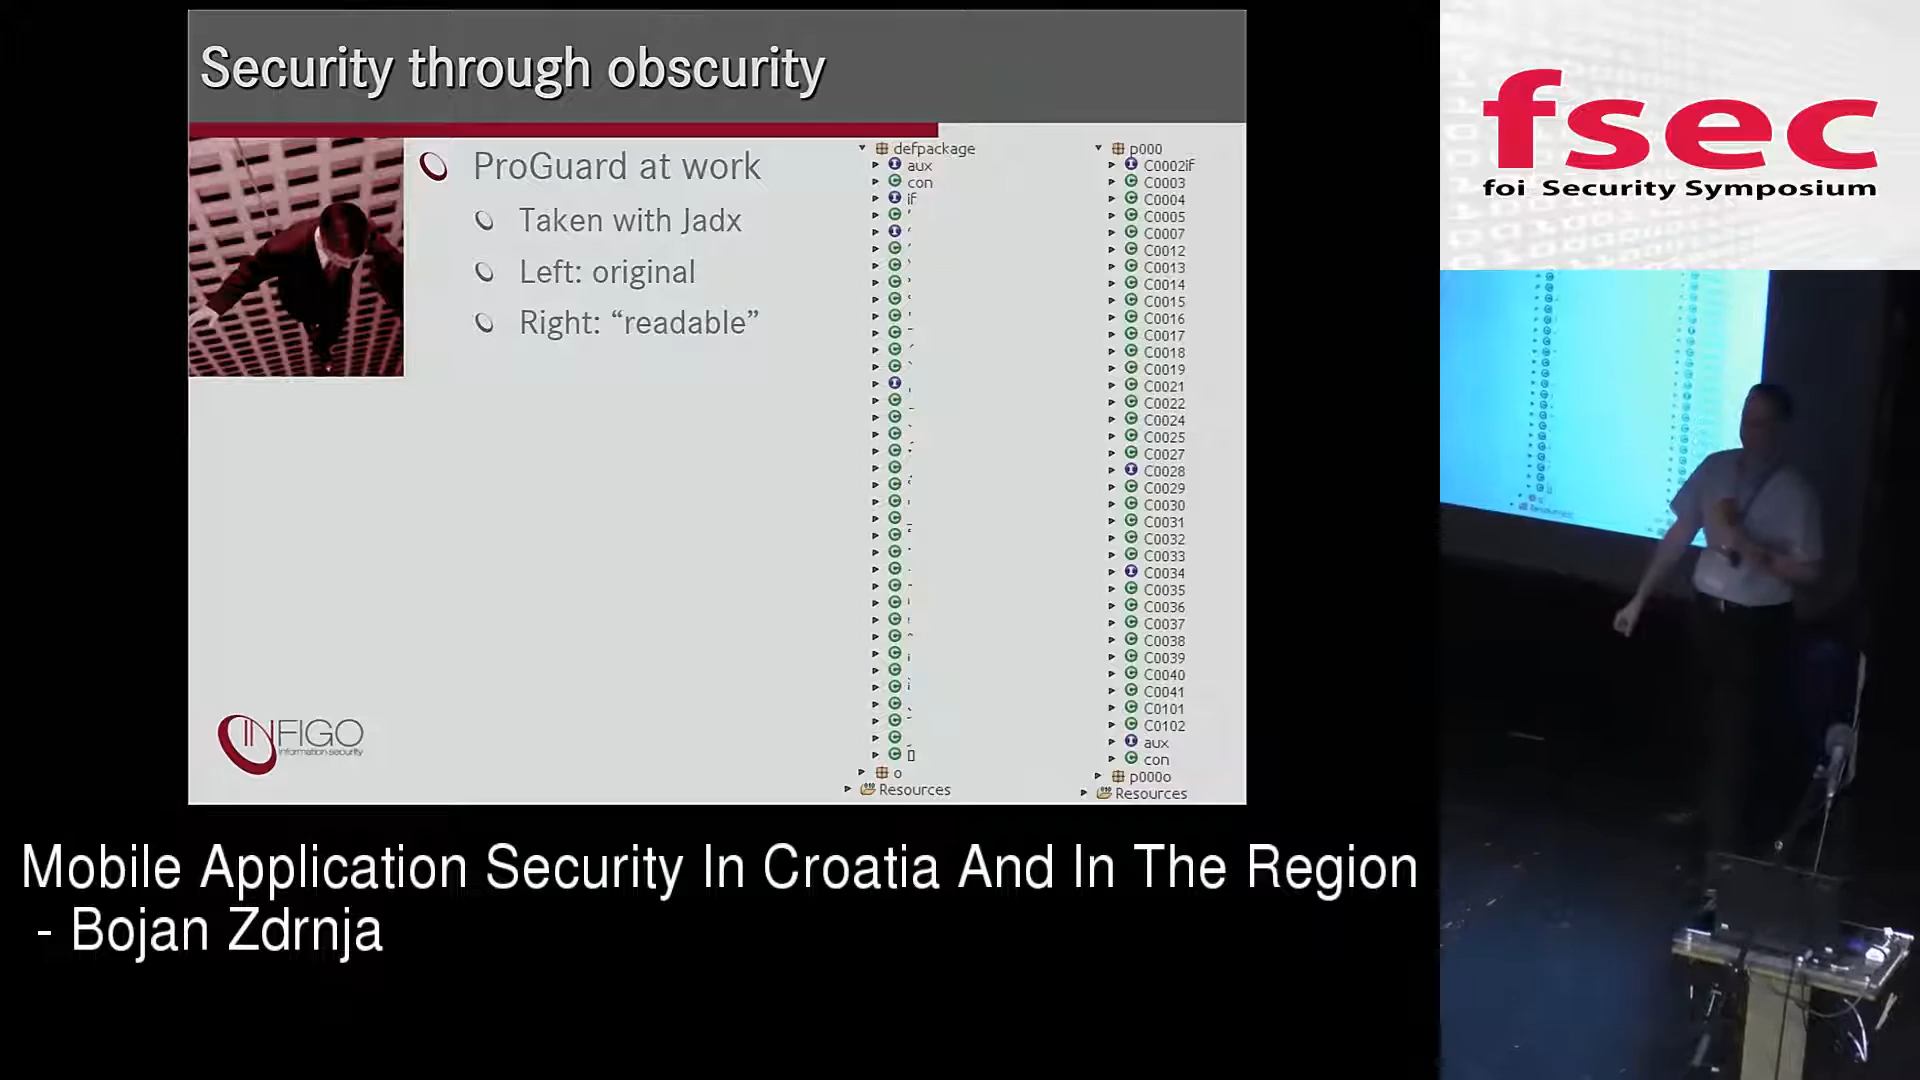 Security through obscurity
ProGuard at work
Taken with Jadx
Left: original
Right: “readable”
defpackage
aux
con
if
o
Resources
p000
C0002if
C0003
C0004
C0005
C0007
C0012
C0013
C0014
C0015
C0016
C0017
C0018
C0019
C0021
C0022
C0024
C0025
C0027
C0028
C0029
C0030
C0031
C0032
C0033
C0034
C0035
C0036
C0037
C0038
C0039
C0040
C0041
C0101
C0102
aux
con
p000o
Resources
INFIGO
information security
fsec
foi Security Symposium
Mobile Application Security In Croatia And In The Region
- Bojan Zdrnja